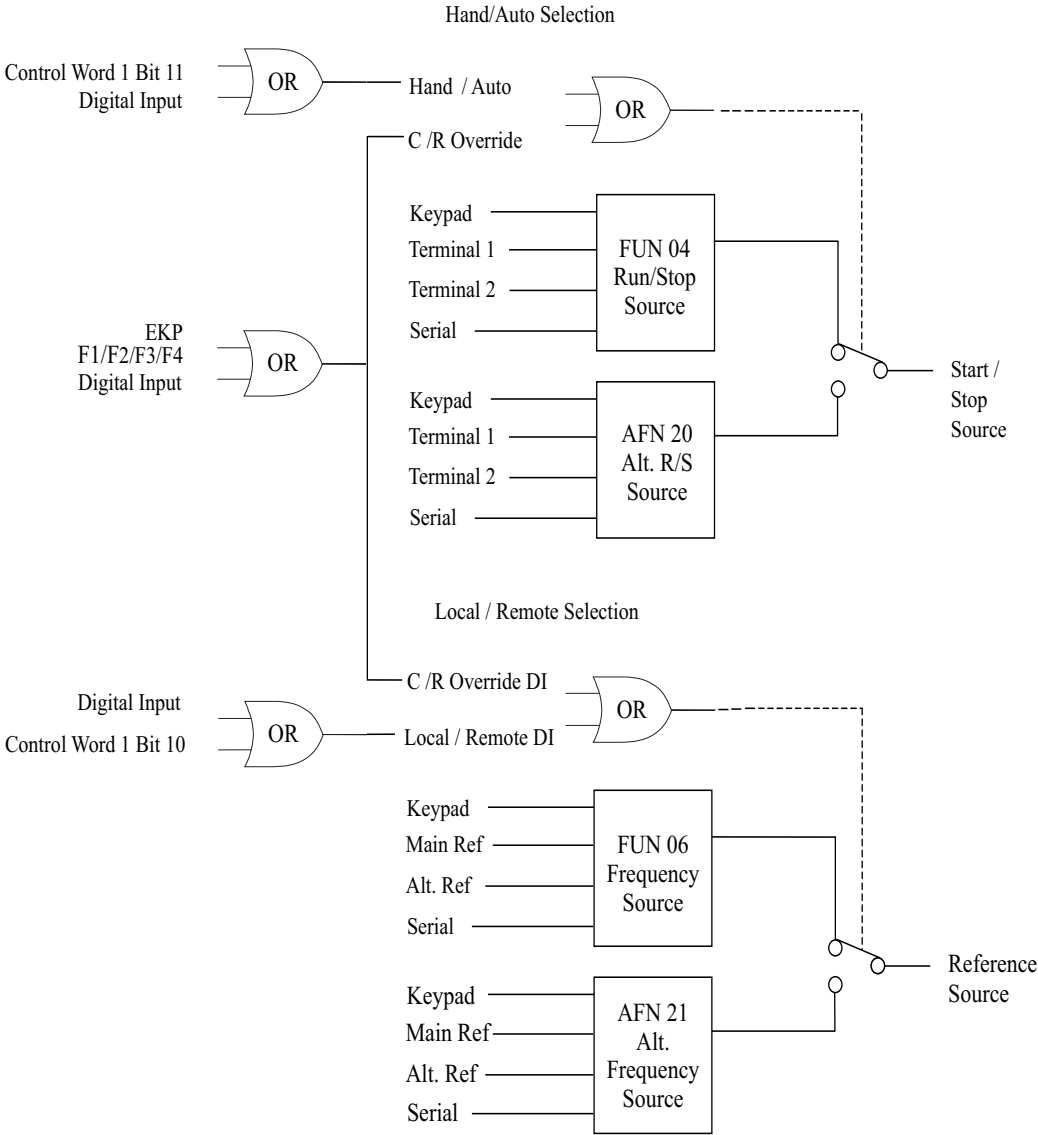 Hand/Auto Selection
Control Word 1 Bit 11
Digital Input
OR
Hand / Auto
OR
C /R Override
Keypad
Terminal 1
Terminal 2
Serial
FUN 04
Run/Stop
Source
EKP
F1/F2/F3/F4
Digital Input
OR
Start /
Stop
Source
Keypad
Terminal 1
Terminal 2
Serial
AFN 20
Alt. R/S
Source
Local / Remote Selection
C /R Override DI
OR
Digital Input
Control Word 1 Bit 10
OR
Local / Remote DI
Keypad
Main Ref
Alt. Ref
Serial
FUN 06
Frequency
Source
Reference
Source
Keypad
Main Ref
Alt. Ref
Serial
AFN 21
Alt.
Frequency
Source